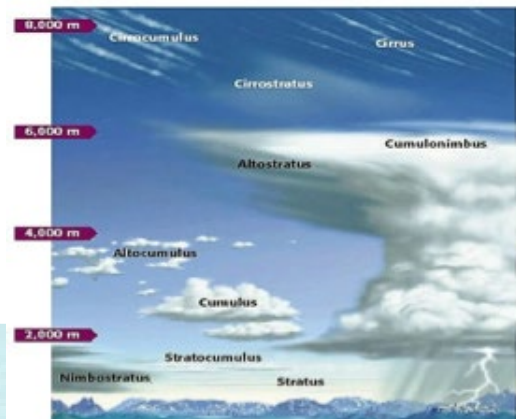 8,000 m
Cirrocumulus
Cirrus
Cirrostratus
6,000 m
Cumulonimbus
Altostratus
4,000 m
Altocumulus
Cumulus
2,000 m
Stratocumulus
Nimbostratus
Stratus